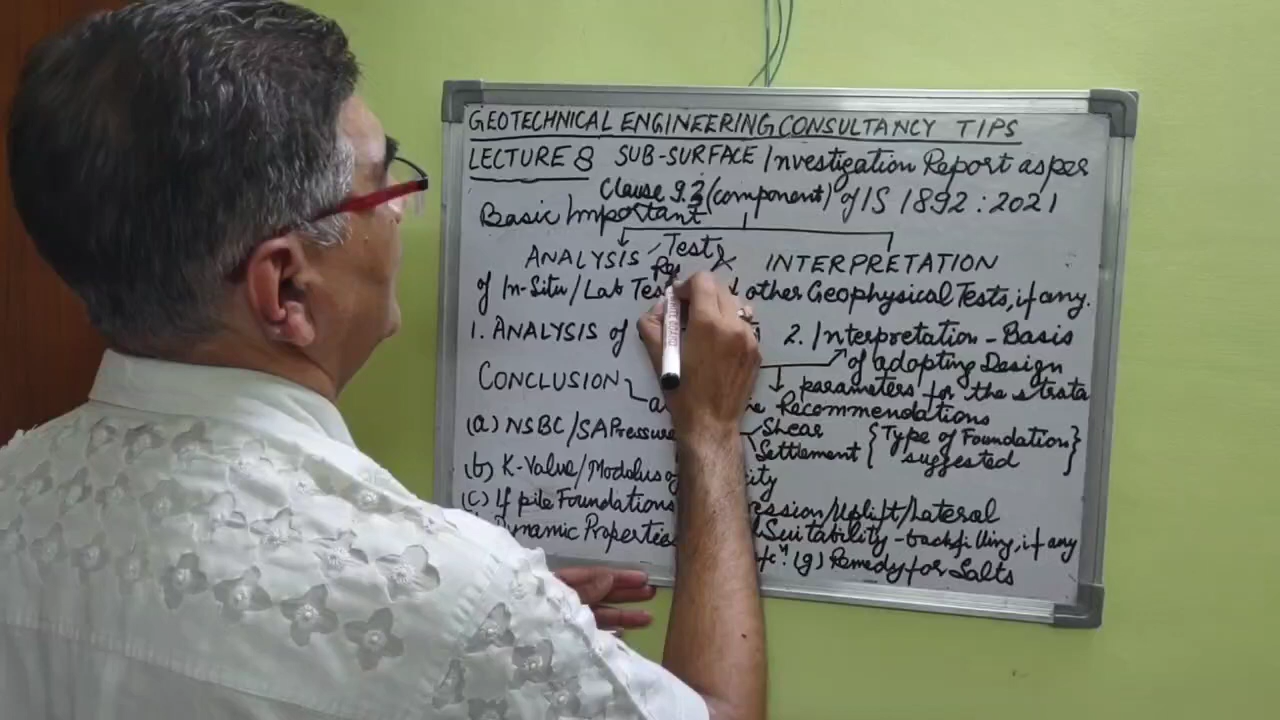 GEOTECHNICAL ENGINEERING CONSULTANCY TIPS
LECTURE 8 SUB-SURFACE Investigation Report as per
Clause 9.2 (component) of IS 1892 : 2021
Basic Important
ANALYSIS , Test & INTERPRETATION
of In-Situ/Lab other Geophysical Tests, if any.
1. ANALYSIS of 2. Interpretation - Basis
of adopting Design
parameters for the strata
CONCLUSION
Recommendations
(a) NSBC/SAPressure Shear {Type of Foundation
Settlement suggested}
(b) K-Value/Modulus
(c) If pile Foundations /Uplift/Lateral
Dynamic Suitability - backfilling, if any
(g) Remedy for Salts